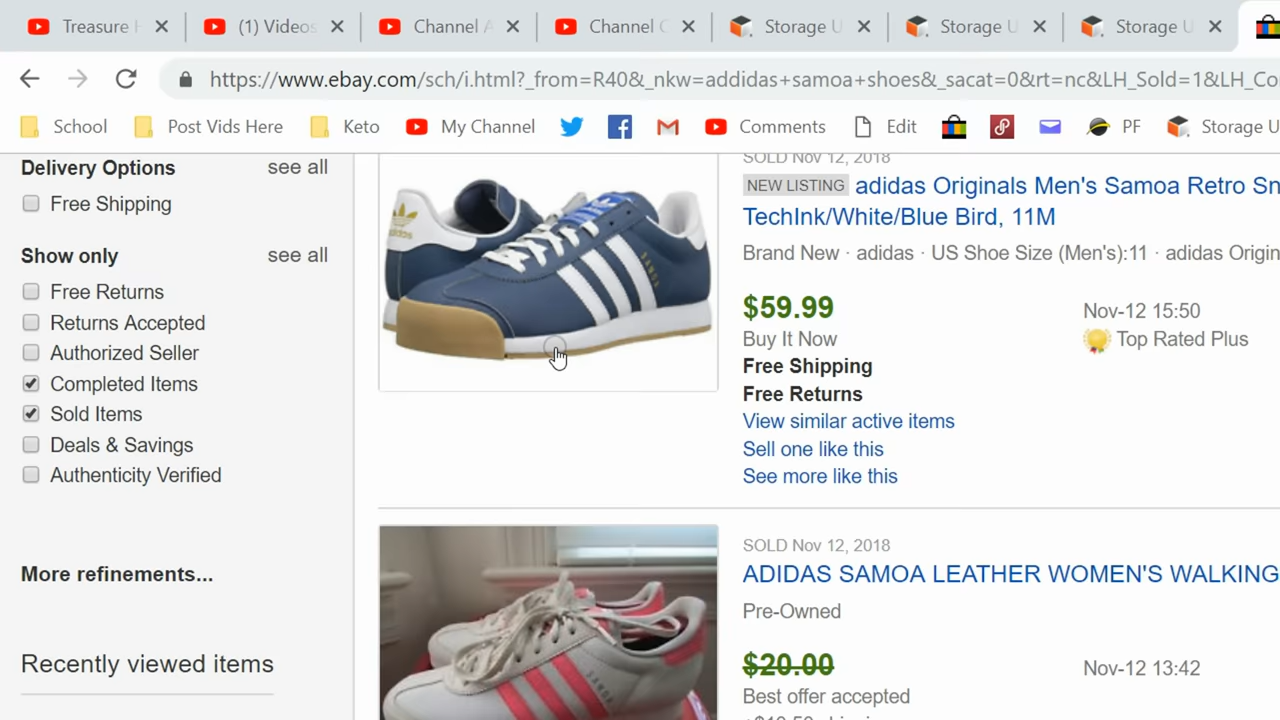 Treasure H
(1) Videos
Channel A
Channel C
Storage U
Storage U
Storage U
https://www.ebay.com/sch/i.html?_from=R40&_nkw=addidas+samoa+shoes&_sacat=0&rt=nc&LH_Sold=1&LH_Co
School
Post Vids Here
Keto
My Channel
Comments
Edit
PF
Storage U
Delivery Options see all
Free Shipping
Show only see all
Free Returns
Returns Accepted
Authorized Seller
Completed Items
Sold Items
Deals & Savings
Authenticity Verified
More refinements...
Recently viewed items
SOLD Nov 12, 2018
NEW LISTING adidas Originals Men's Samoa Retro Sn
TechInk/White/Blue Bird, 11M
Brand New · adidas · US Shoe Size (Men's):11 · adidas Origin
$59.99 Nov-12 15:50
Buy It Now Top Rated Plus
Free Shipping
Free Returns
View similar active items
Sell one like this
See more like this
adidas
SAMOA
SOLD Nov 12, 2018
ADIDAS SAMOA LEATHER WOMEN'S WALKING
Pre-Owned
$20.00 Nov-12 13:42
Best offer accepted
SAMOA